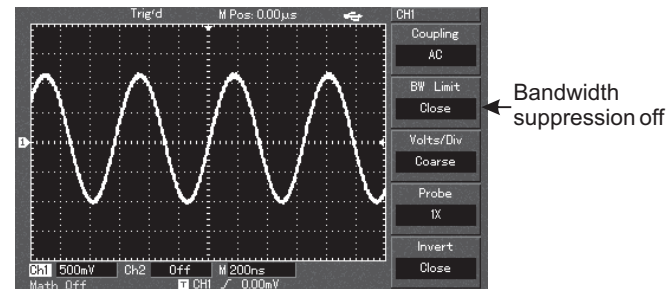 Trig'd M Pos: 0.00μs CH1
Coupling
AC
BW Limit
Close
Bandwidth
suppression off
Volts/Div
Coarse
Probe
1X
Invert
Close
1
Ch1 500mV Ch2 Off M 200ns
Math Off T CH1 / 0.00mV